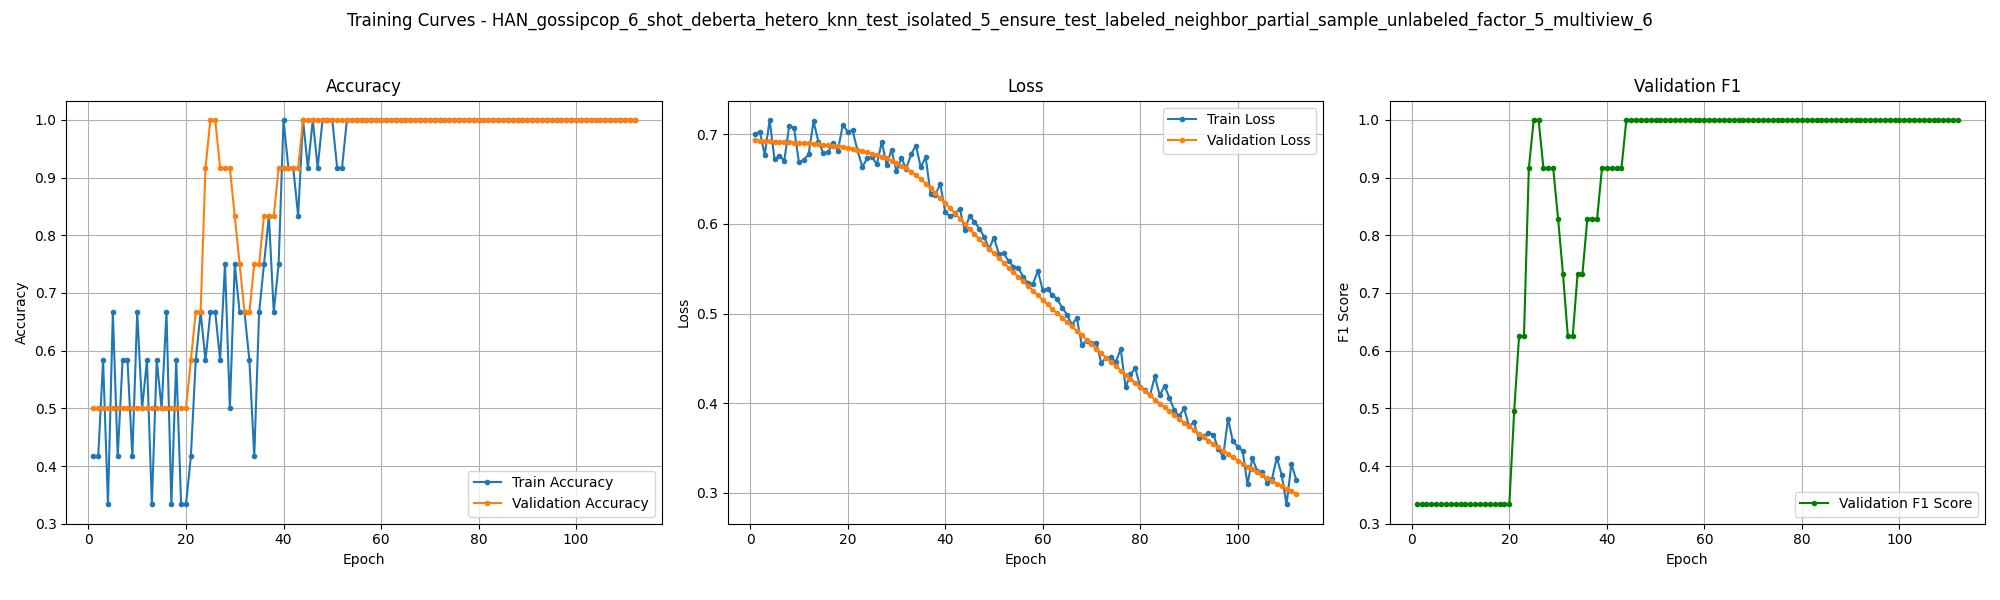 Training Curves - HAN_gossipcop_6_shot_deberta_hetero_knn_test_isolated_5_ensure_test_labeled_neighbor_partial_sample_unlabeled_factor_5_multiview_6
Accuracy
1.0
0.9
0.8
0.7
0.6
0.5
0.4
0.3
Accuracy
0
20
40
60
80
100
Epoch
Train Accuracy
Validation Accuracy
Loss
0.7
0.6
0.5
0.4
0.3
Loss
0
20
40
60
80
100
Epoch
Train Loss
Validation Loss
Validation F1
1.0
0.9
0.8
0.7
0.6
0.5
0.4
0.3
F1 Score
0
20
40
60
80
100
Epoch
Validation F1 Score